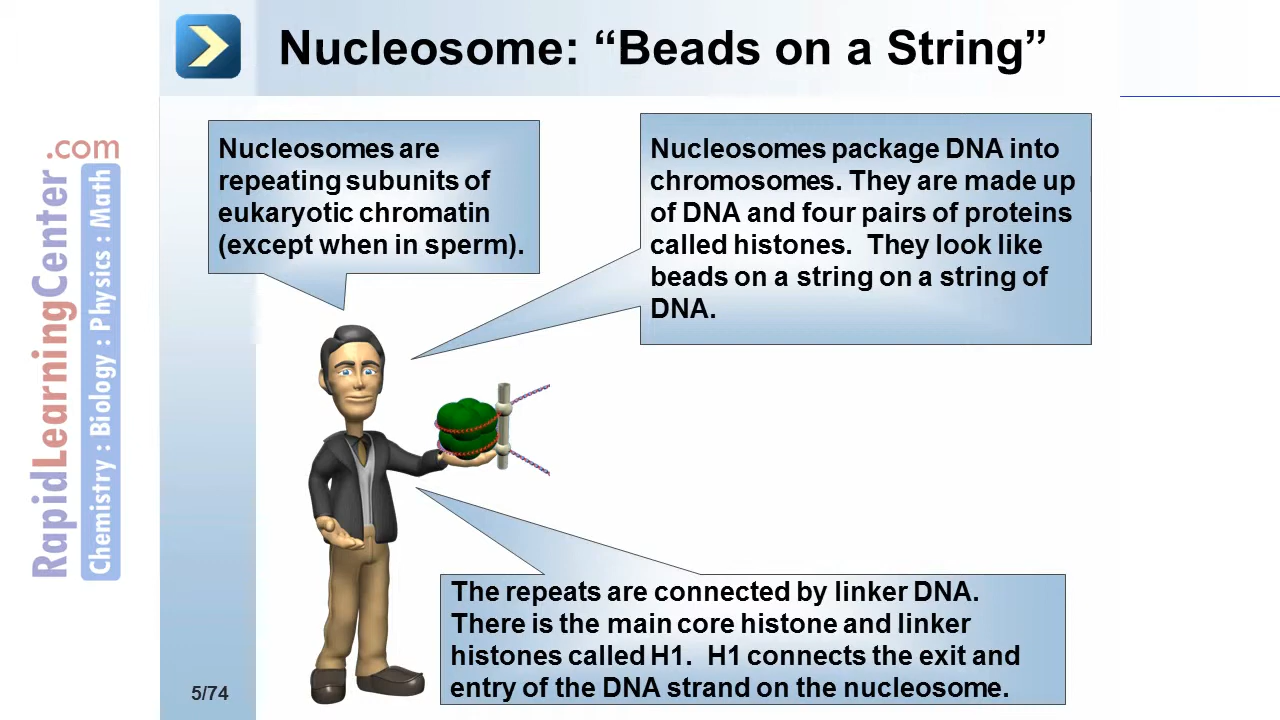 Nucleosome: “Beads on a String”
Nucleosomes are
repeating subunits of
eukaryotic chromatin
(except when in sperm).
Nucleosomes package DNA into
chromosomes. They are made up
of DNA and four pairs of proteins
called histones.  They look like
beads on a string on a string of
DNA.
The repeats are connected by linker DNA.
There is the main core histone and linker
histones called H1.  H1 connects the exit and
entry of the DNA strand on the nucleosome.
RapidLearningCenter.com
Chemistry : Biology : Physics : Math
5/74